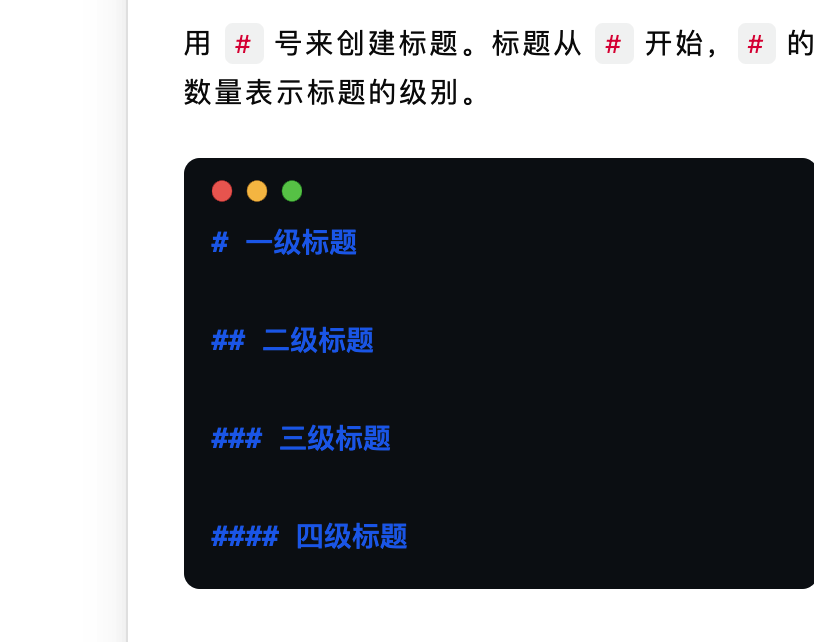 用 # 号来创建标题。标题从 # 开始，# 的
数量表示标题的级别。
# 一级标题
## 二级标题
### 三级标题
#### 四级标题